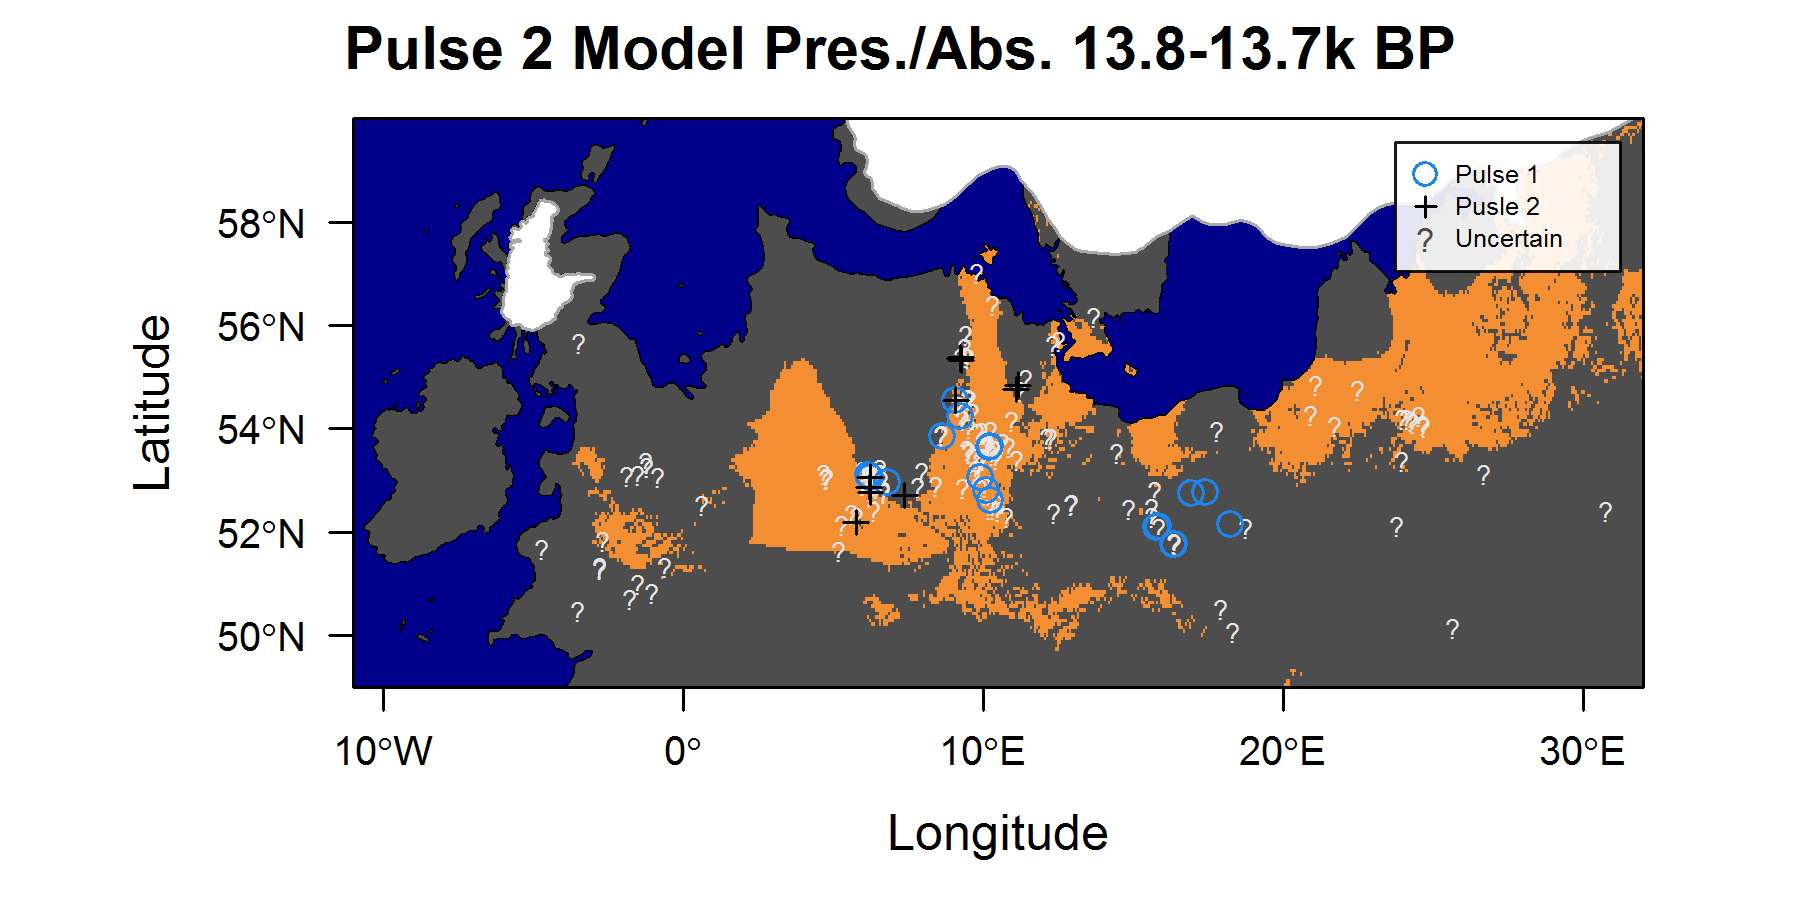 Pulse 2 Model Pres./Abs. 13.8-13.7k BP
Pulse 1
Pusle 2
? Uncertain
58°N
56°N
54°N
52°N
50°N
Latitude
10°W 0° 10°E 20°E 30°E
Longitude